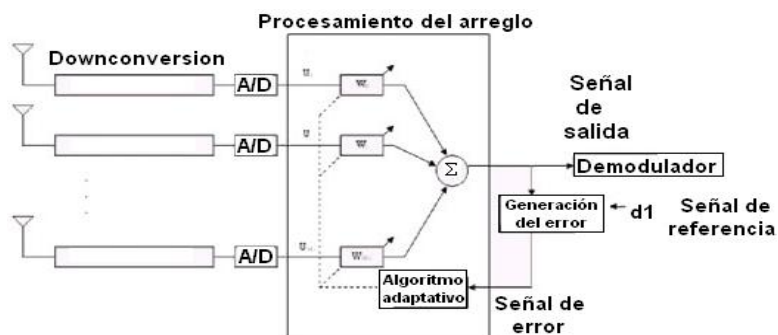 Procesamiento del arreglo
Downconversion
A/D
U
W
Señal
de
salida
A/D
U
W
Σ
Demodulador
Generación
del error
d1
Señal de
referencia
A/D
U
W
Algoritmo
adaptativo
Señal de
error